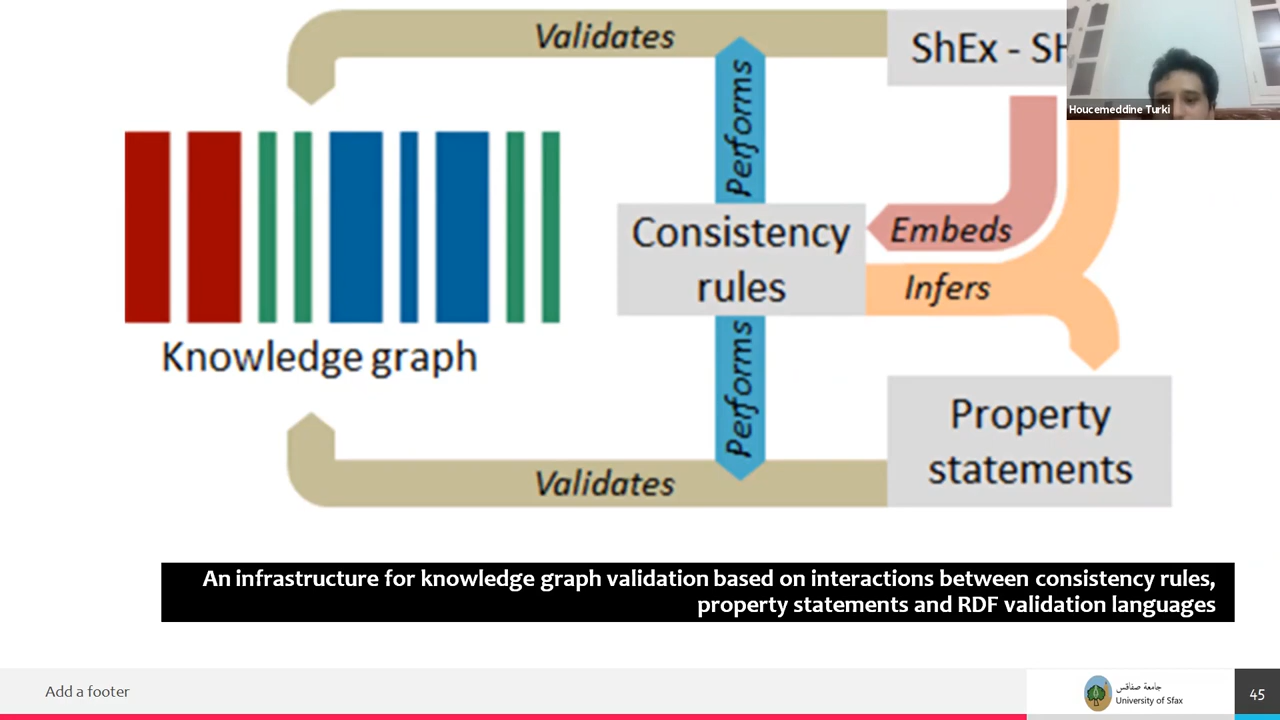 Validates
ShEx - SH
Houcemeddine Turki
Performs
Consistency
rules
Embeds
Infers
Knowledge graph
Performs
Property
statements
Validates
An infrastructure for knowledge graph validation based on interactions between consistency rules,
property statements and RDF validation languages
Add a footer
جامعة صفاقس
University of Sfax
45